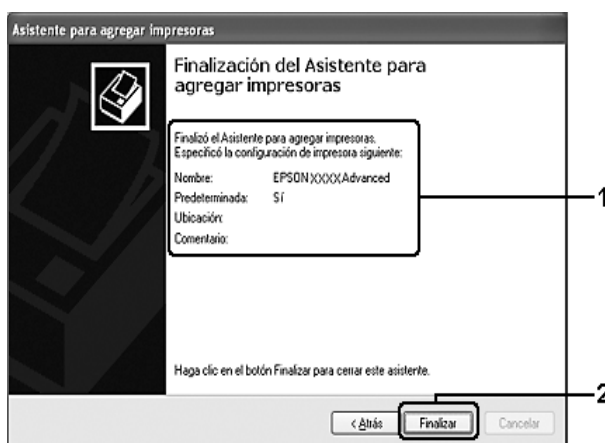 Asistente para agregar impresoras
Finalización del Asistente para
agregar impresoras
Finalizó el Asistente para agregar impresoras.
Especificó la configuración de impresora siguiente:
Nombre: EPSON XXXX Advanced
Predeterminada: Sí
Ubicación:
Comentario:
1
Haga clic en el botón Finalizar para cerrar este asistente.
2
< Atrás Finalizar Cancelar